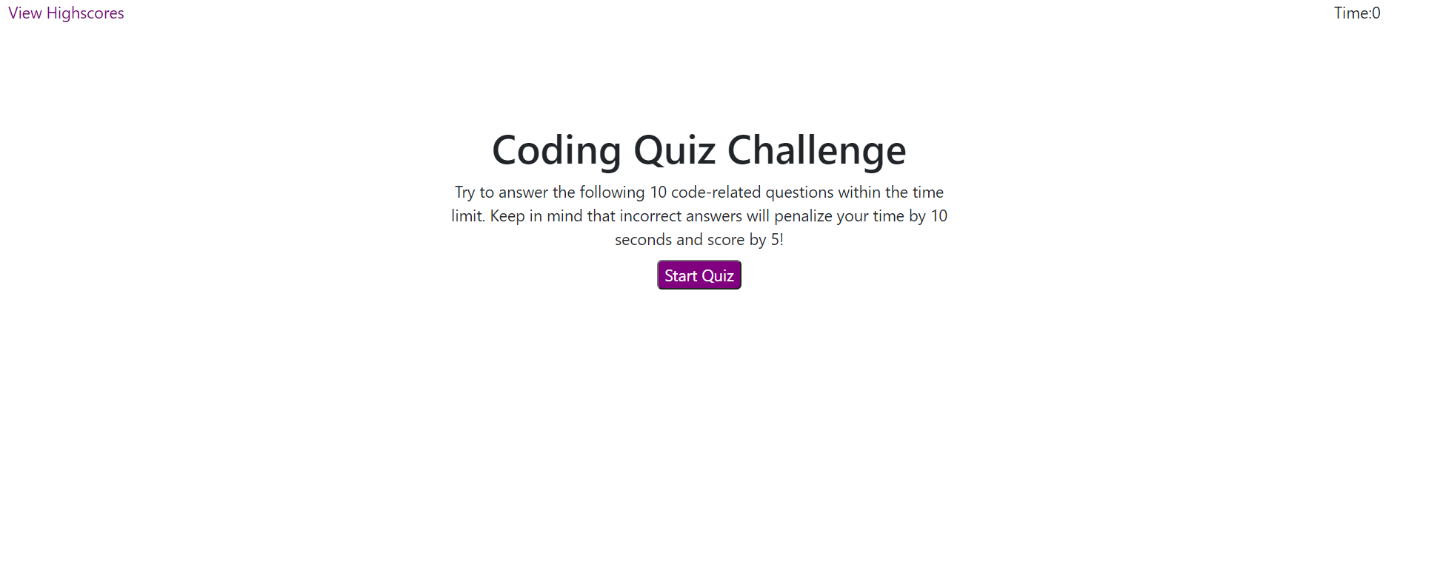 View Highscores
Time:0
Coding Quiz Challenge
Try to answer the following 10 code-related questions within the time
limit. Keep in mind that incorrect answers will penalize your time by 10
seconds and score by 5!
Start Quiz